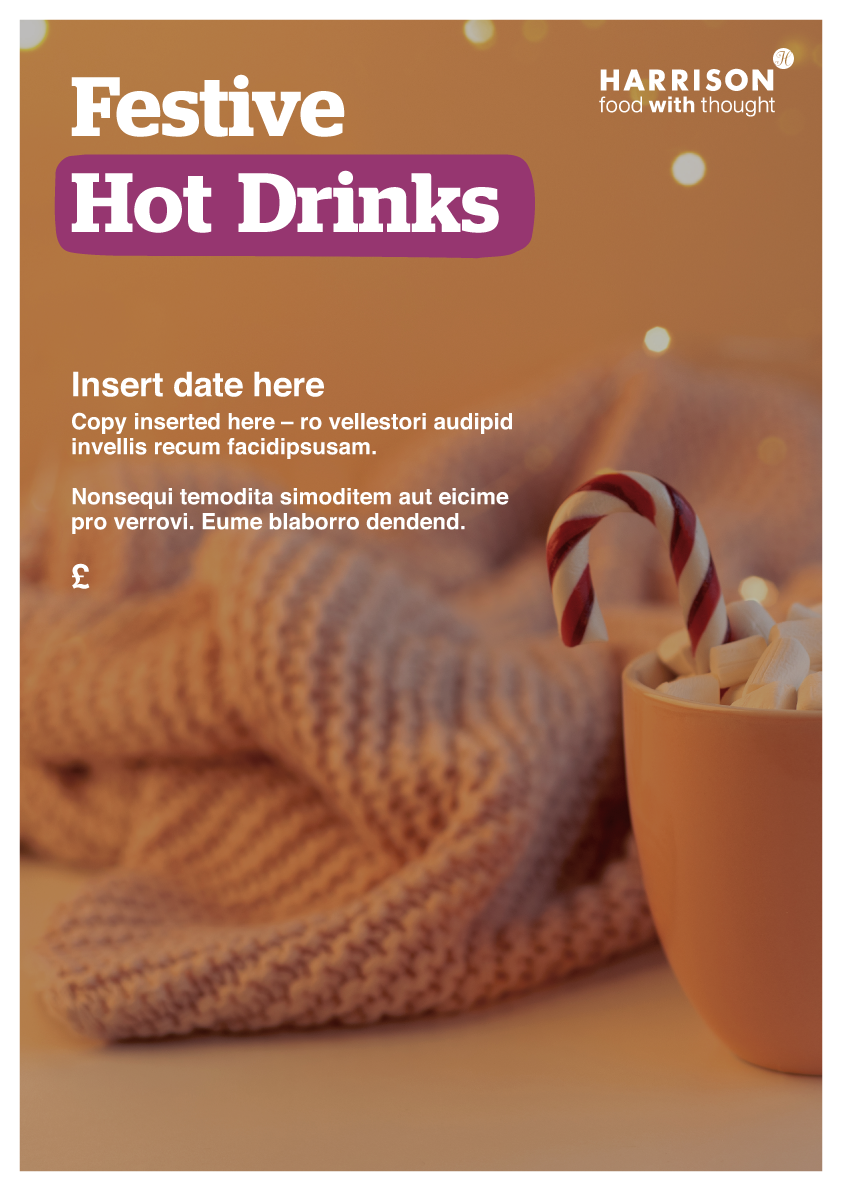 Festive
Hot Drinks
HARRISON
food with thought
Insert date here
Copy inserted here – ro vellestori audipid
invellis recum facidipsusam.
Nonsequi temodita simoditem aut eicime
pro verrovi. Eume blaborro dendend.
£